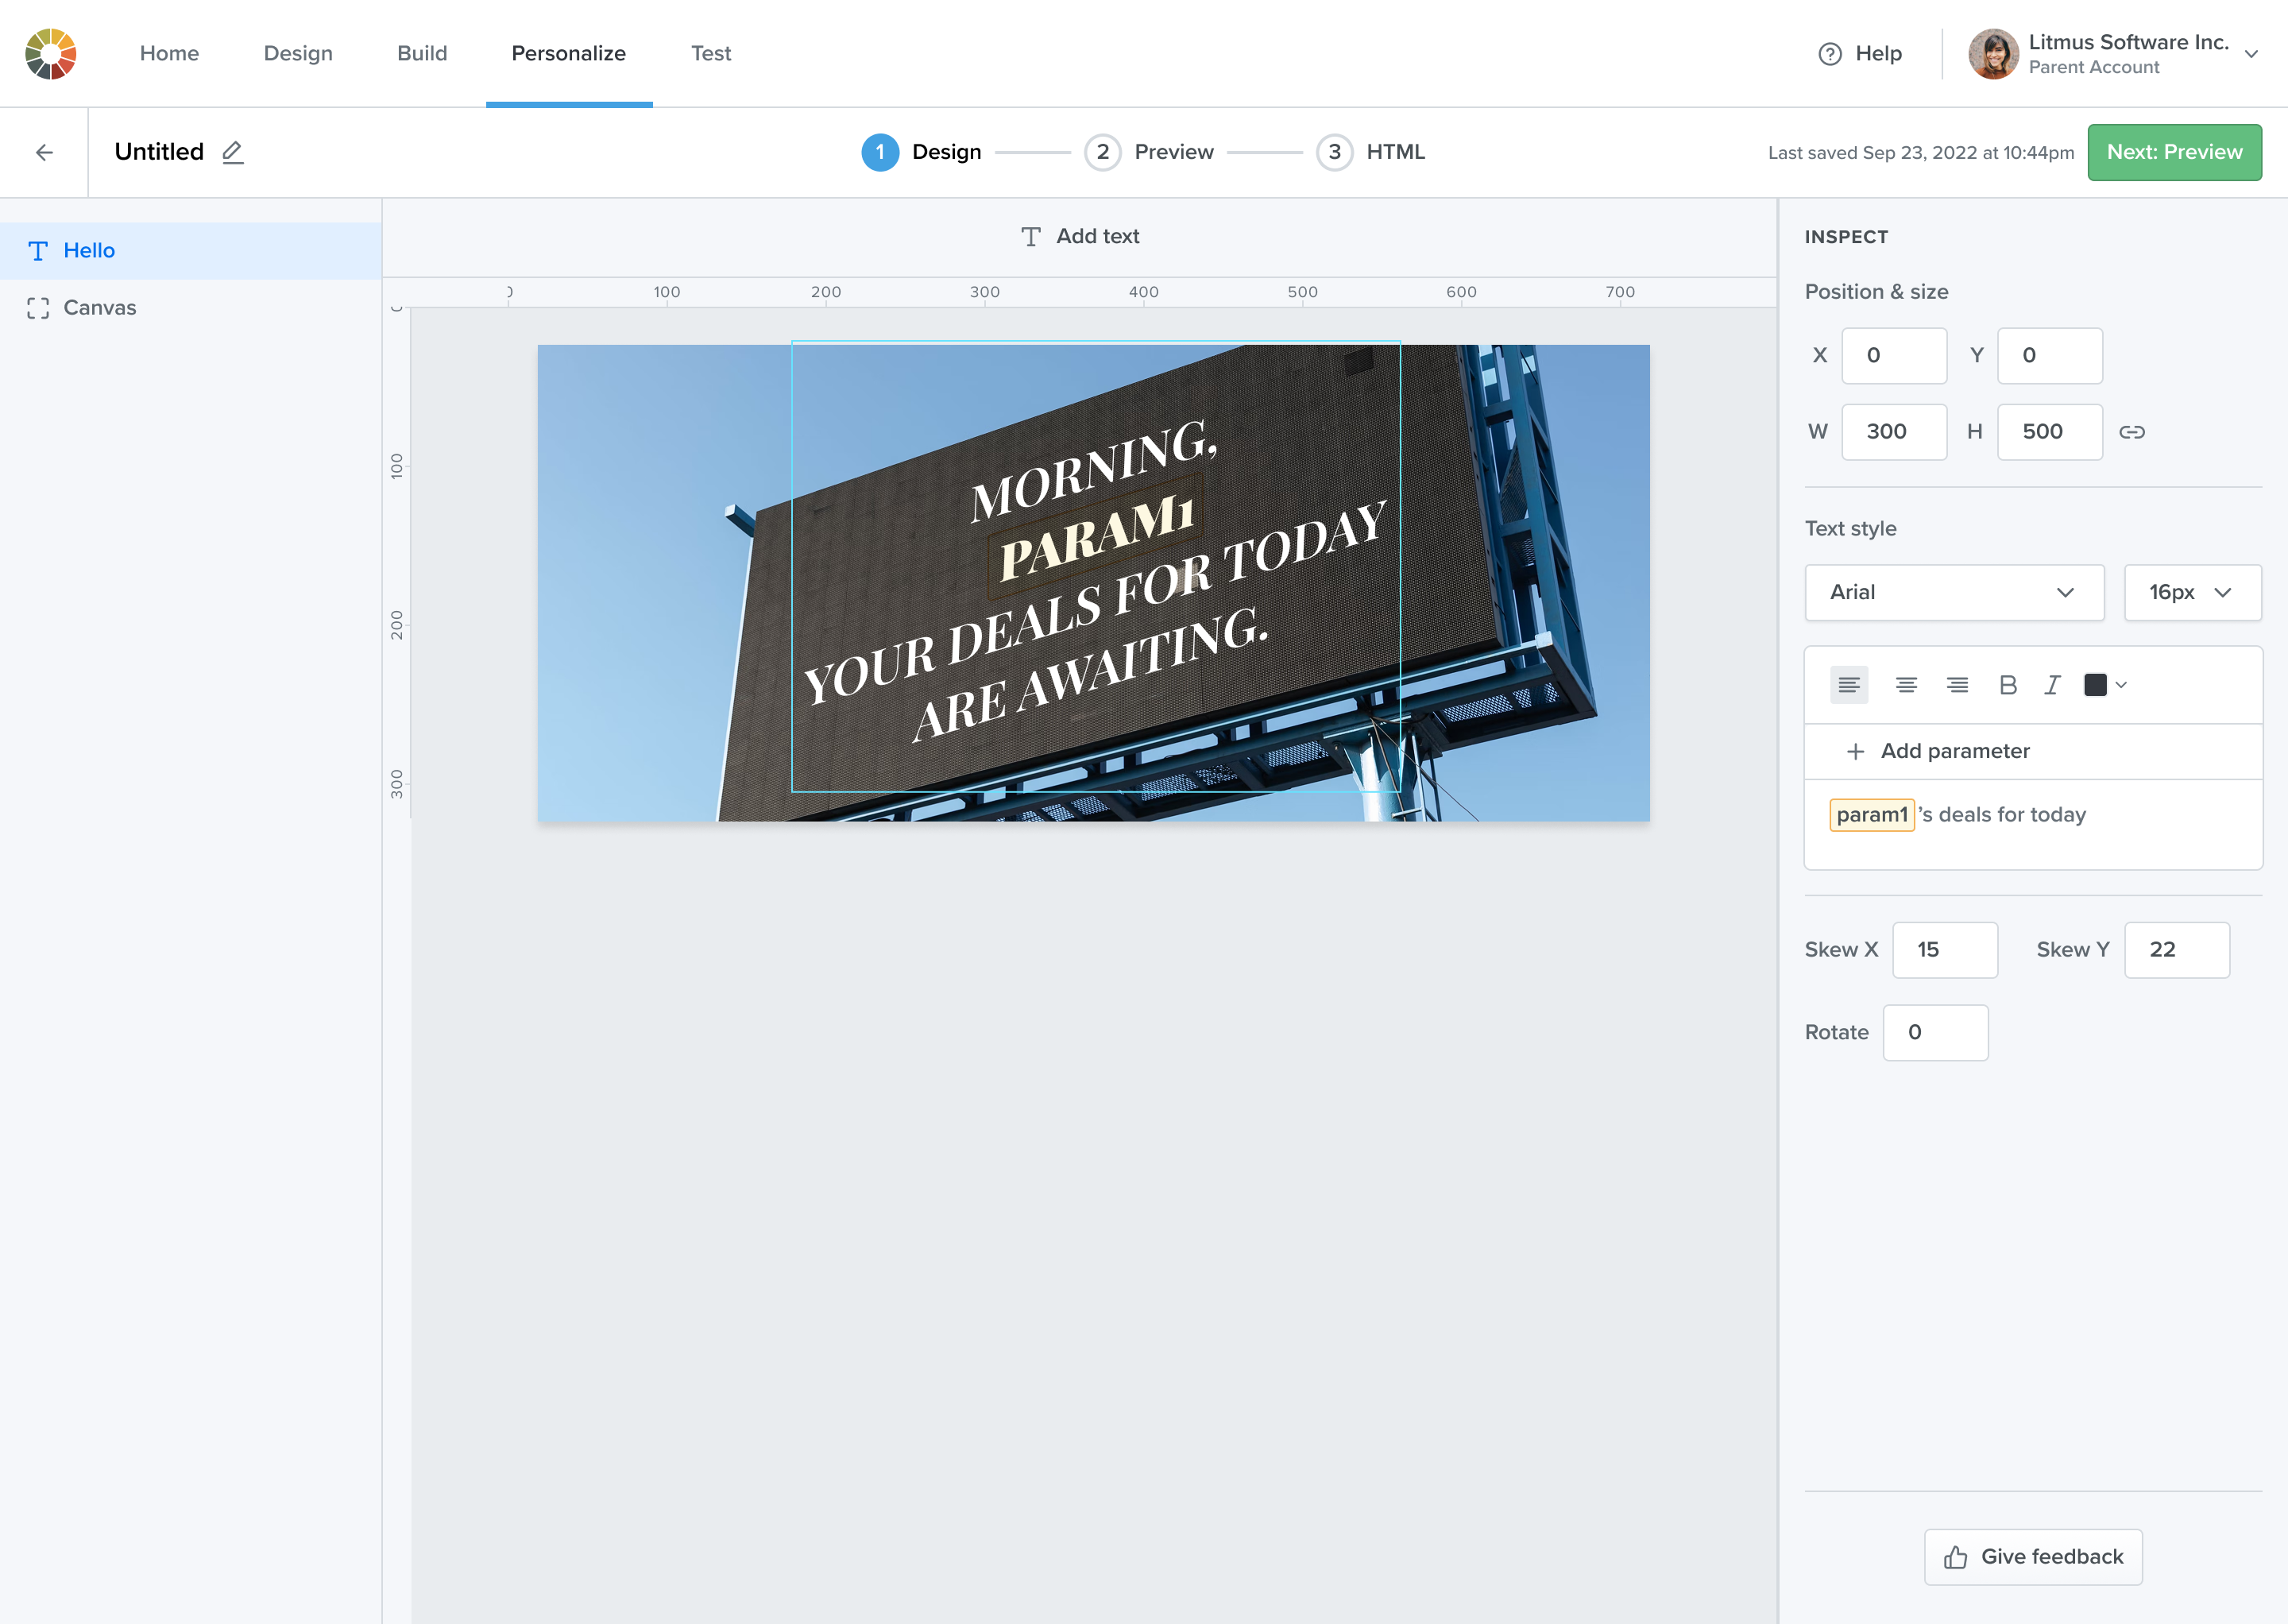 Home Design Build Personalize Test
Help
Litmus Software Inc.
Parent Account
Untitled
1 Design 2 Preview 3 HTML
Last saved Sep 23, 2022 at 10:44pm
Next: Preview
Hello
Canvas
Add text
0 100 200 300 400 500 600 700
0
100
200
300
MORNING,
PARAM1
YOUR DEALS FOR TODAY
ARE AWAITING.
INSPECT
Position & size
X 0 Y 0
W 300 H 500
Text style
Arial 16px
B I
Add parameter
param1 ’s deals for today
Skew X 15 Skew Y 22
Rotate 0
Give feedback